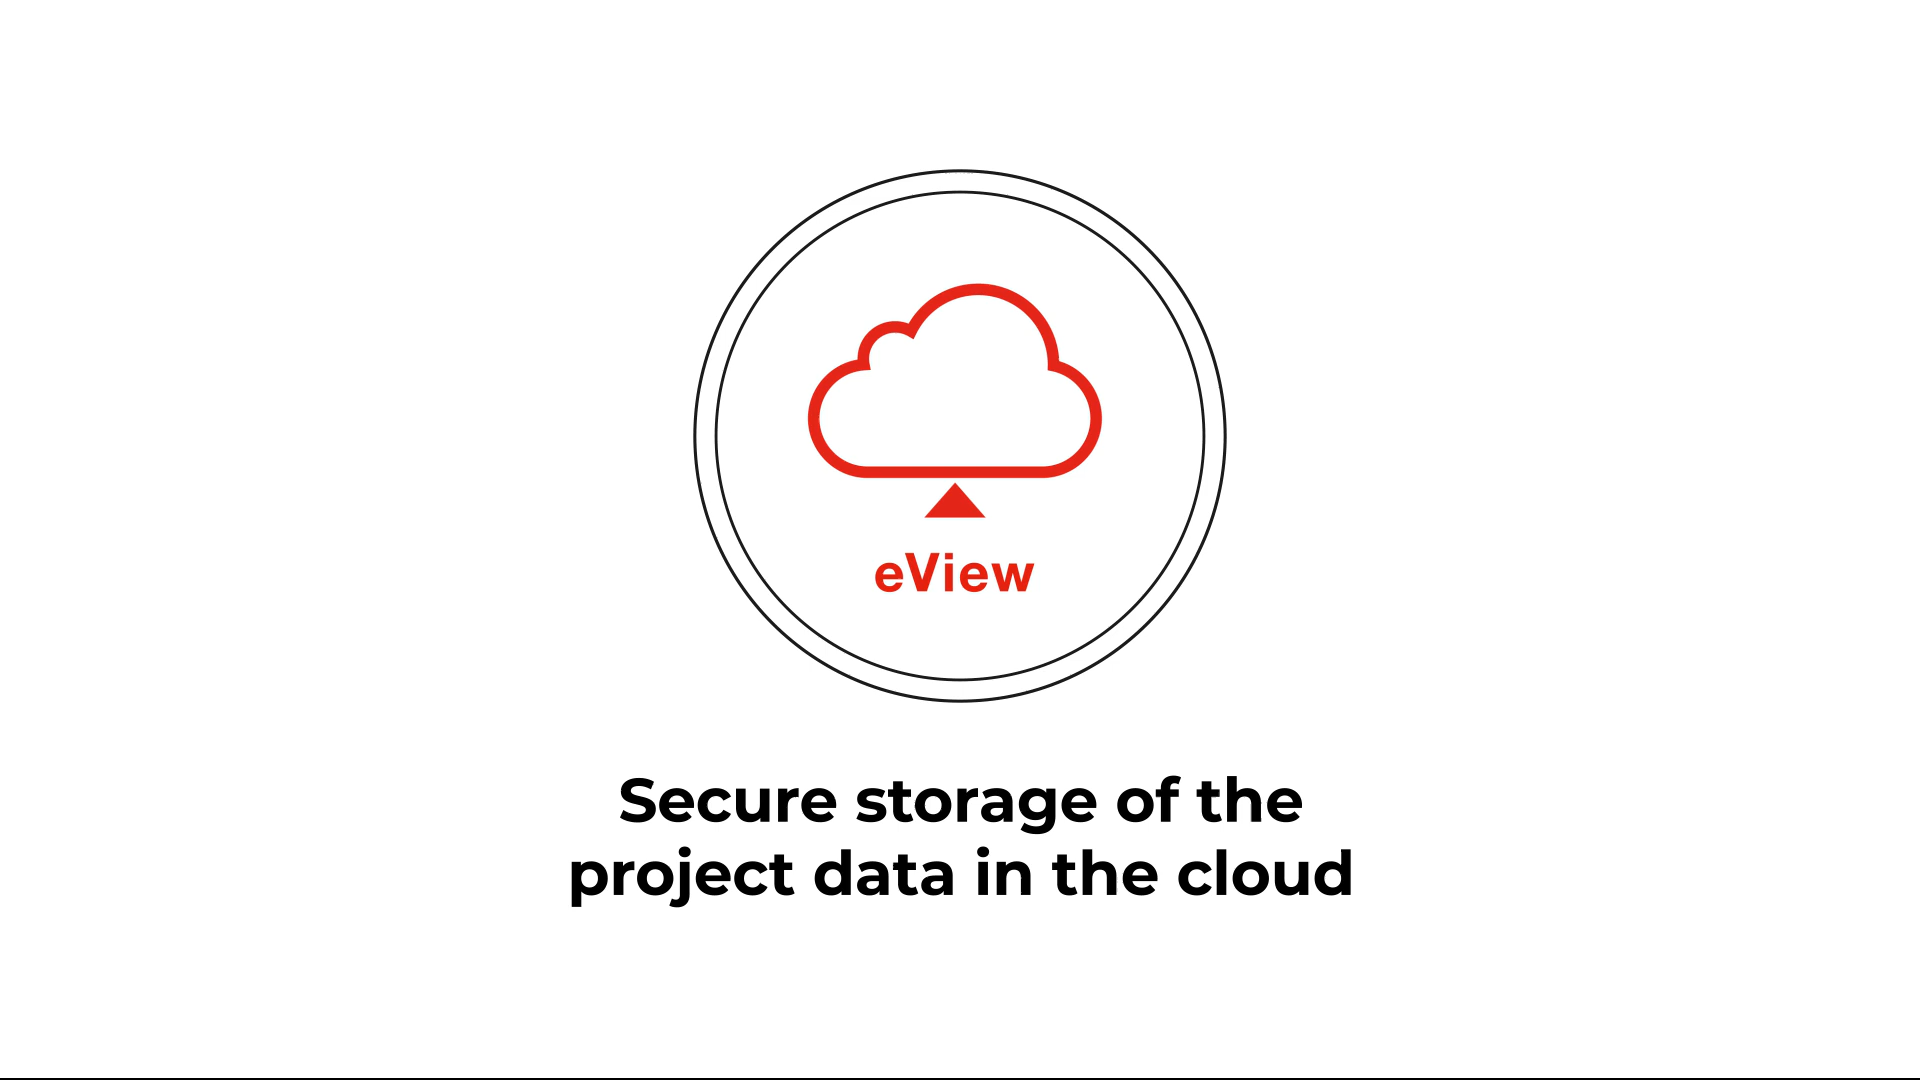 eView
Secure storage of the
project data in the cloud